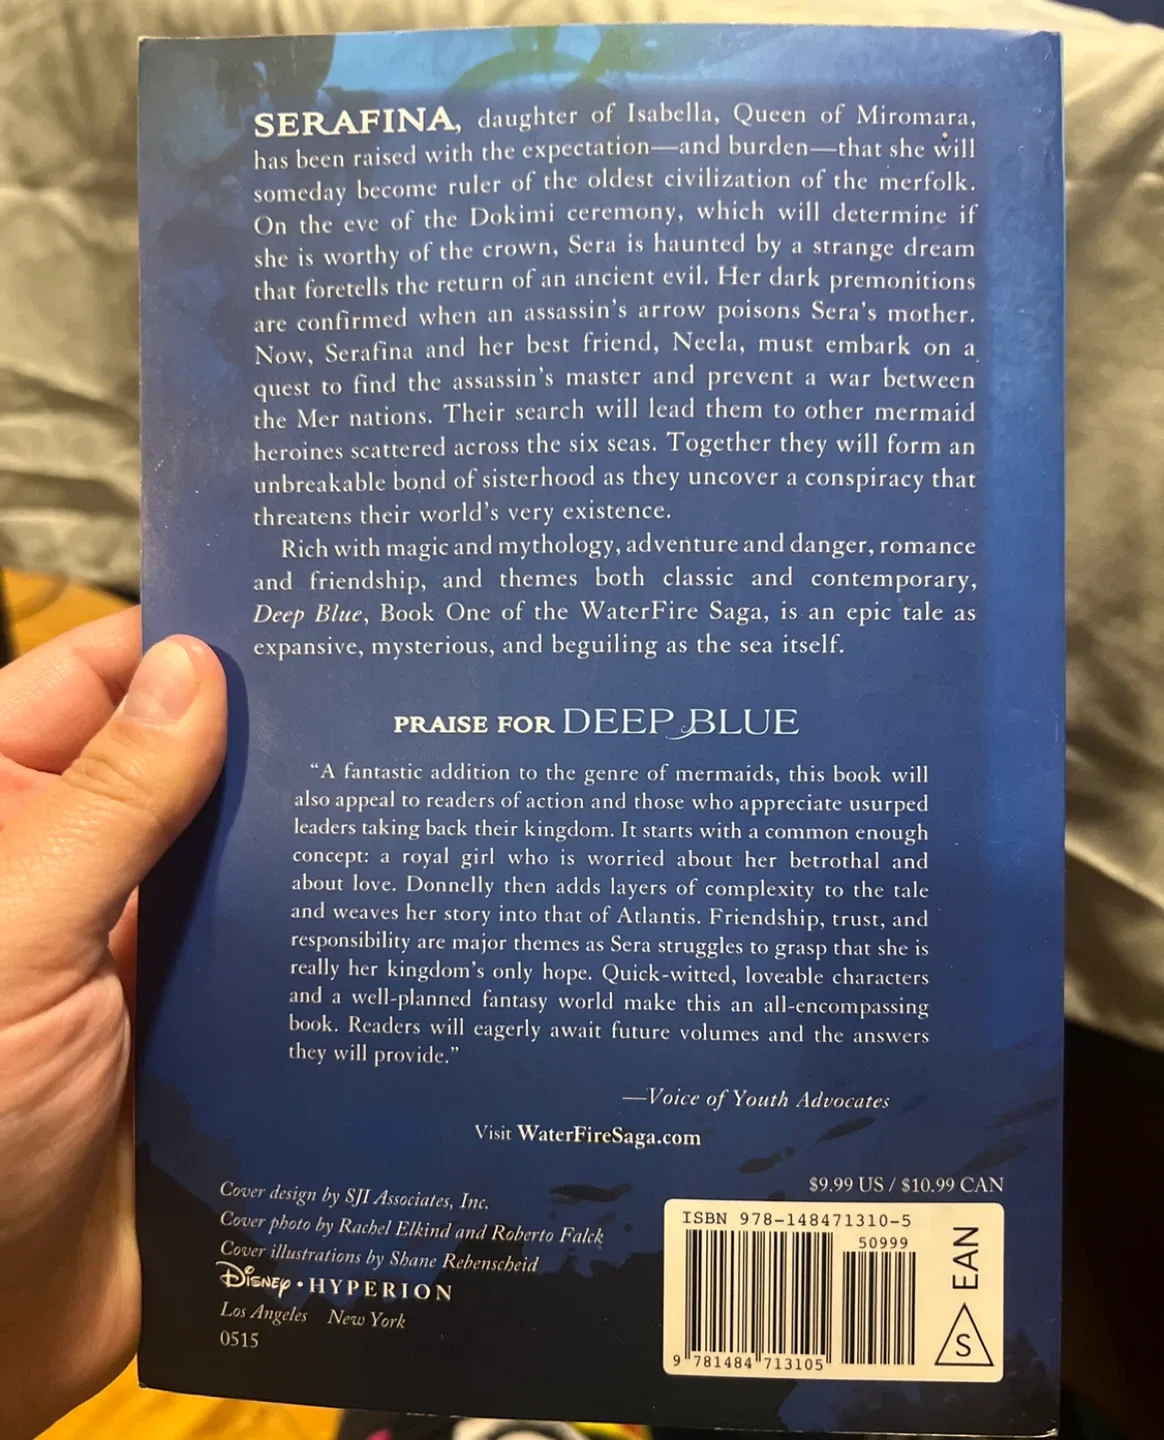 SERAFINA, daughter of Isabella, Queen of Miromara,
has been raised with the expectation—and burden—that she will
someday become ruler of the oldest civilization of the merfolk.
On the eve of the Dokimi ceremony, which will determine if
she is worthy of the crown, Sera is haunted by a strange dream
that foretells the return of an ancient evil. Her dark premonitions
are confirmed when an assassin's arrow poisons Sera's mother.
Now, Serafina and her best friend, Neela, must embark on a
quest to find the assassin's master and prevent a war between
the Mer nations. Their search will lead them to other mermaid
heroines scattered across the six seas. Together they will form an
unbreakable bond of sisterhood as they uncover a conspiracy that
threatens their world's very existence.
Rich with magic and mythology, adventure and danger, romance
and friendship, and themes both classic and contemporary,
Deep Blue, Book One of the WaterFire Saga, is an epic tale as
expansive, mysterious, and beguiling as the sea itself.
PRAISE FOR DEEP BLUE
“A fantastic addition to the genre of mermaids, this book will
also appeal to readers of action and those who appreciate usurped
leaders taking back their kingdom. It starts with a common enough
concept: a royal girl who is worried about her betrothal and
about love. Donnelly then adds layers of complexity to the tale
and weaves her story into that of Atlantis. Friendship, trust, and
responsibility are major themes as Sera struggles to grasp that she is
really her kingdom's only hope. Quick-witted, loveable characters
and a well-planned fantasy world make this an all-encompassing
book. Readers will eagerly await future volumes and the answers
they will provide.”
—Voice of Youth Advocates
Visit WaterFireSaga.com
Cover design by SJI Associates, Inc.
Cover photo by Rachel Elkind and Roberto Falck
Cover illustrations by Shane Rebenscheid
Disney • HYPERION
Los Angeles New York
0515
$9.99 US / $10.99 CAN
ISBN 978-148471310-5
50999
9 781484 713105
EAN
S